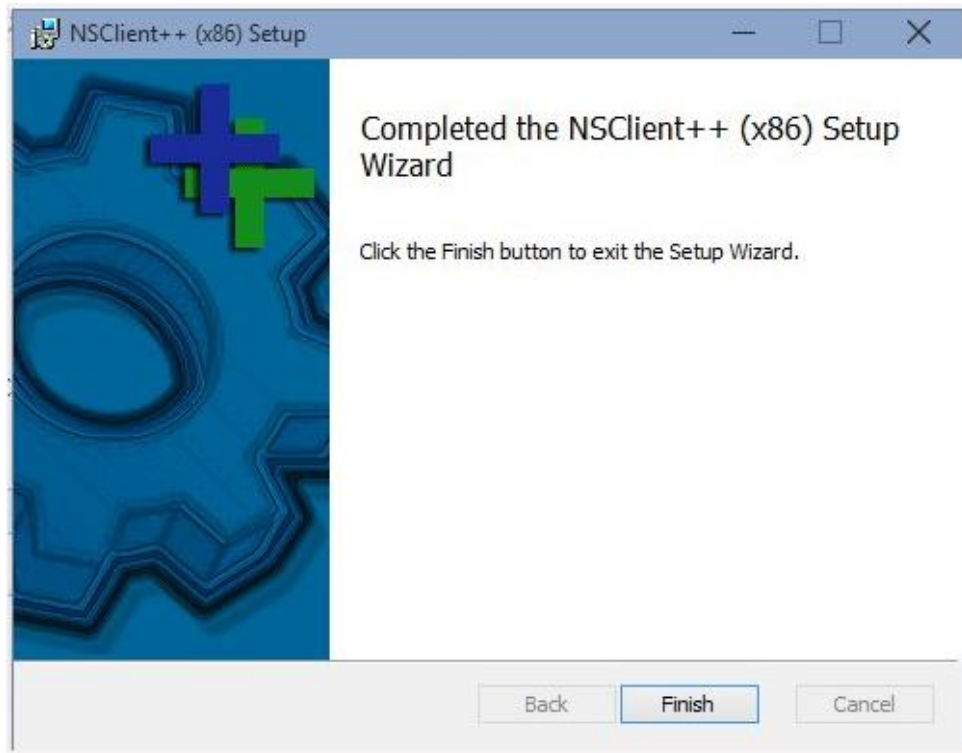 NSClient++ (x86) Setup
Completed the NSClient++ (x86) Setup
Wizard
Click the Finish button to exit the Setup Wizard.
Back
Finish
Cancel